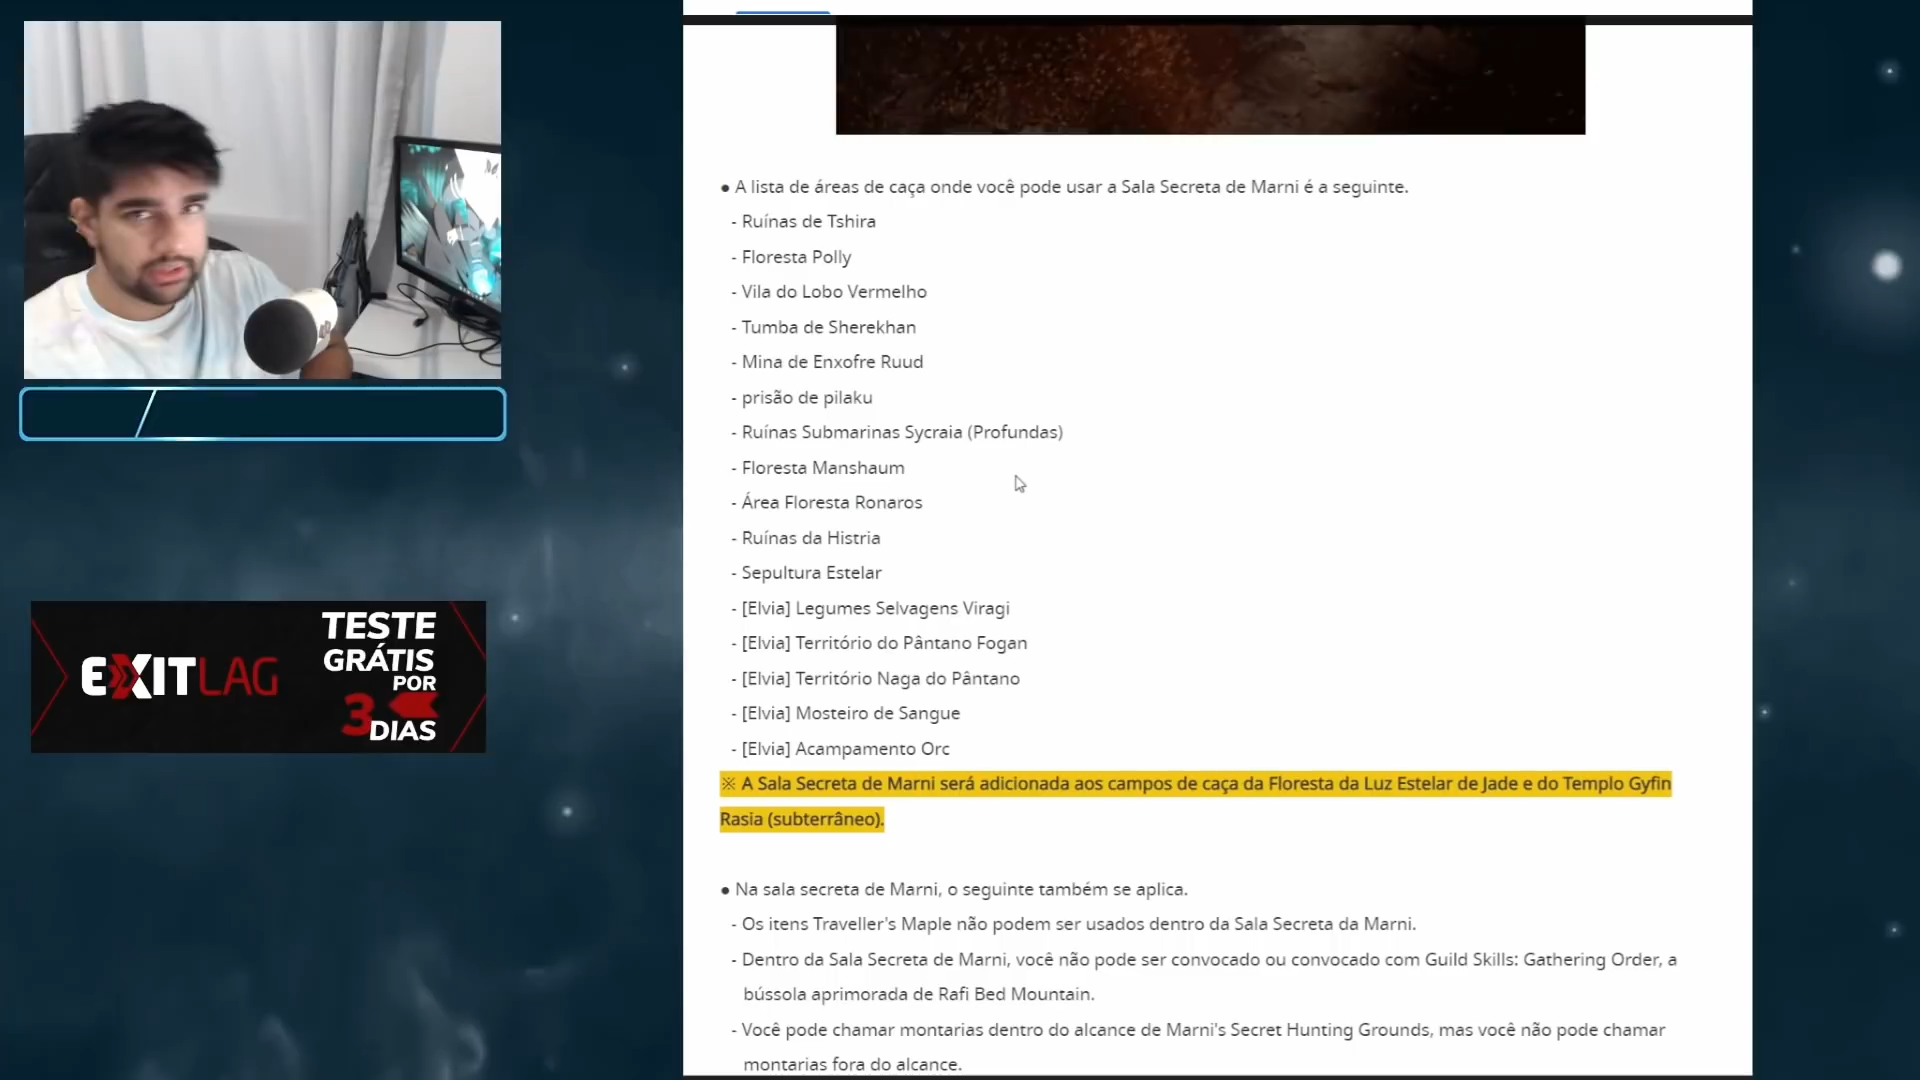 ● A lista de áreas de caça onde você pode usar a Sala Secreta de Marni é a seguinte.
- Ruínas de Tshira
- Floresta Polly
- Vila do Lobo Vermelho
- Tumba de Sherekhan
- Mina de Enxofre Ruud
- prisão de pilaku
- Ruínas Submarinas Sycraia (Profundas)
- Floresta Manshaum
- Área Floresta Ronaros
- Ruínas da Histria
- Sepultura Estelar
- [Elvia] Legumes Selvagens Viragi
- [Elvia] Território do Pântano Fogan
- [Elvia] Território Naga do Pântano
- [Elvia] Mosteiro de Sangue
- [Elvia] Acampamento Orc
※ A Sala Secreta de Marni será adicionada aos campos de caça da Floresta da Luz Estelar de Jade e do Templo Gyfin
Rasia (subterrâneo).
● Na sala secreta de Marni, o seguinte também se aplica.
- Os itens Traveller's Maple não podem ser usados dentro da Sala Secreta da Marni.
- Dentro da Sala Secreta de Marni, você não pode ser convocado ou convocado com Guild Skills: Gathering Order, a
bússola aprimorada de Rafi Bed Mountain.
- Você pode chamar montarias dentro do alcance de Marni's Secret Hunting Grounds, mas você não pode chamar
montarias fora do alcance.
EXITLAG
TESTE
GRÁTIS
POR
3 DIAS